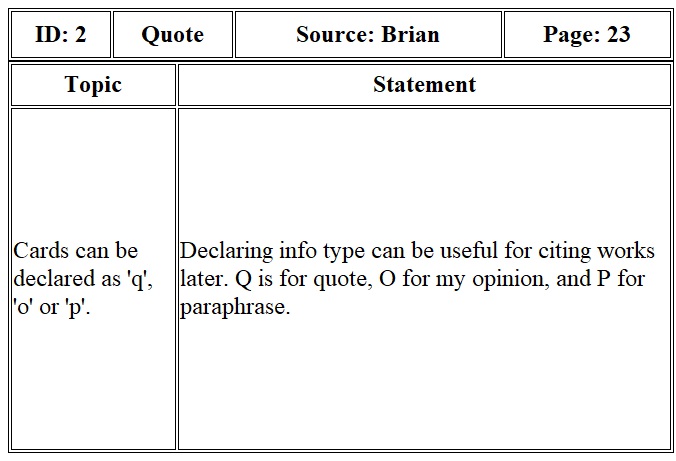 ID: 2 Quote Source: Brian Page: 23
Topic Statement
Cards can be
declared as 'q',
'o' or 'p'.
Declaring info type can be useful for citing works
later. Q is for quote, O for my opinion, and P for
paraphrase.